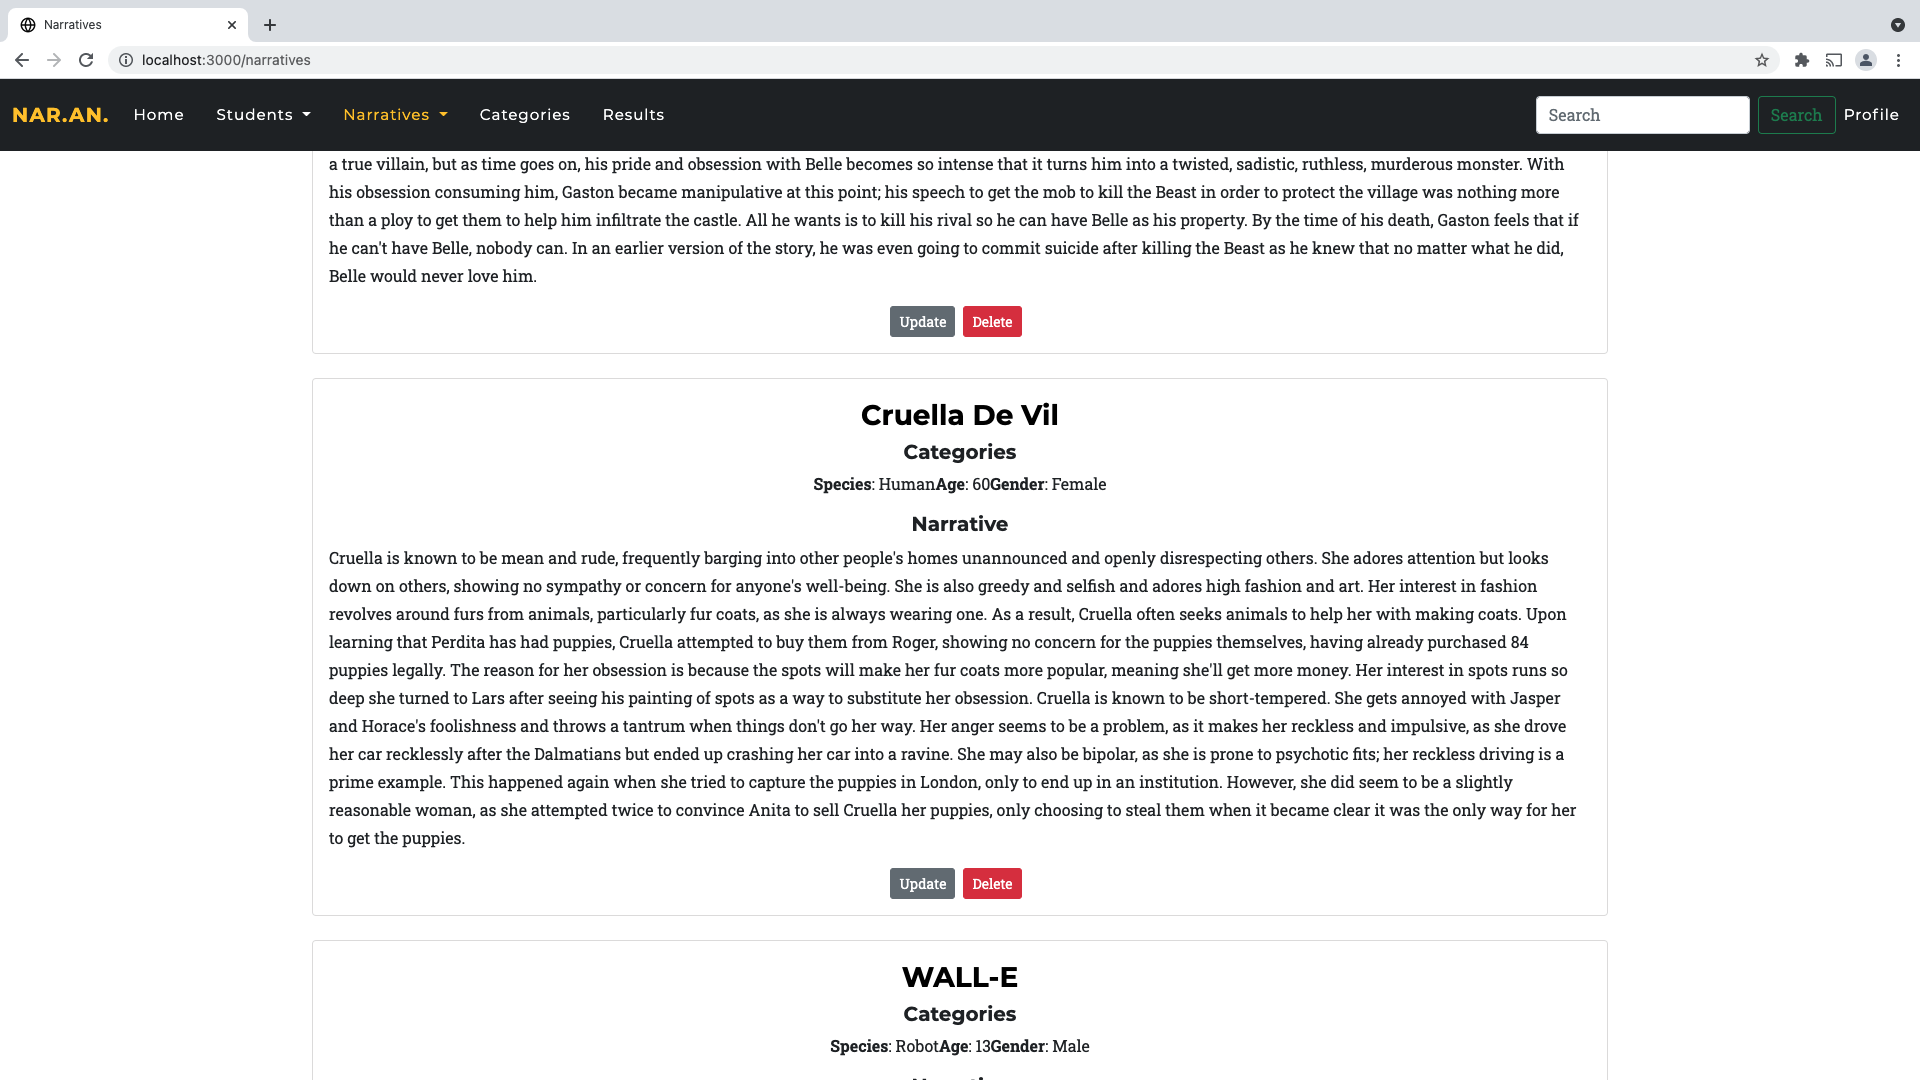 Narratives
localhost:3000/narratives
NAR.AN. Home Students Narratives Categories Results Search Search Profile
a true villain, but as time goes on, his pride and obsession with Belle becomes so intense that it turns him into a twisted, sadistic, ruthless, murderous monster. With
his obsession consuming him, Gaston became manipulative at this point; his speech to get the mob to kill the Beast in order to protect the village was nothing more
than a ploy to get them to help him infiltrate the castle. All he wants is to kill his rival so he can have Belle as his property. By the time of his death, Gaston feels that if
he can't have Belle, nobody can. In an earlier version of the story, he was even going to commit suicide after killing the Beast as he knew that no matter what he did,
Belle would never love him.
Update Delete
Cruella De Vil
Categories
Species: HumanAge: 60Gender: Female
Narrative
Cruella is known to be mean and rude, frequently barging into other people's homes unannounced and openly disrespecting others. She adores attention but looks
down on others, showing no sympathy or concern for anyone's well-being. She is also greedy and selfish and adores high fashion and art. Her interest in fashion
revolves around furs from animals, particularly fur coats, as she is always wearing one. As a result, Cruella often seeks animals to help her with making coats. Upon
learning that Perdita has had puppies, Cruella attempted to buy them from Roger, showing no concern for the puppies themselves, having already purchased 84
puppies legally. The reason for her obsession is because the spots will make her fur coats more popular, meaning she'll get more money. Her interest in spots runs so
deep she turned to Lars after seeing his painting of spots as a way to substitute her obsession. Cruella is known to be short-tempered. She gets annoyed with Jasper
and Horace's foolishness and throws a tantrum when things don't go her way. Her anger seems to be a problem, as it makes her reckless and impulsive, as she drove
her car recklessly after the Dalmatians but ended up crashing her car into a ravine. She may also be bipolar, as she is prone to psychotic fits; her reckless driving is a
prime example. This happened again when she tried to capture the puppies in London, only to end up in an institution. However, she did seem to be a slightly
reasonable woman, as she attempted twice to convince Anita to sell Cruella her puppies, only choosing to steal them when it became clear it was the only way for her
to get the puppies.
Update Delete
WALL-E
Categories
Species: RobotAge: 13Gender: Male